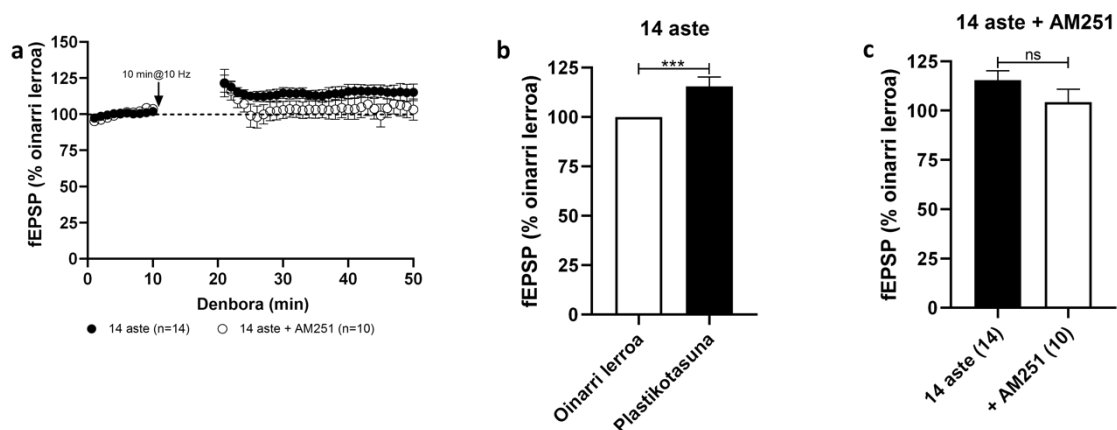 a
fEPSP (% oinarri lerroa)
150
125
100
75
50
25
0
10 min@10 Hz
0 10 20 30 40 50
Denbora (min)
14 aste (n=14) 14 aste + AM251 (n=10)
b
14 aste
fEPSP (% oinarri lerroa)
125
100
75
50
25
0
***
Oinarri lerroa
Plastikotasuna
c
14 aste + AM251
fEPSP (% oinarri lerroa)
125
100
75
50
25
0
ns
14 aste (14)
+ AM251 (10)